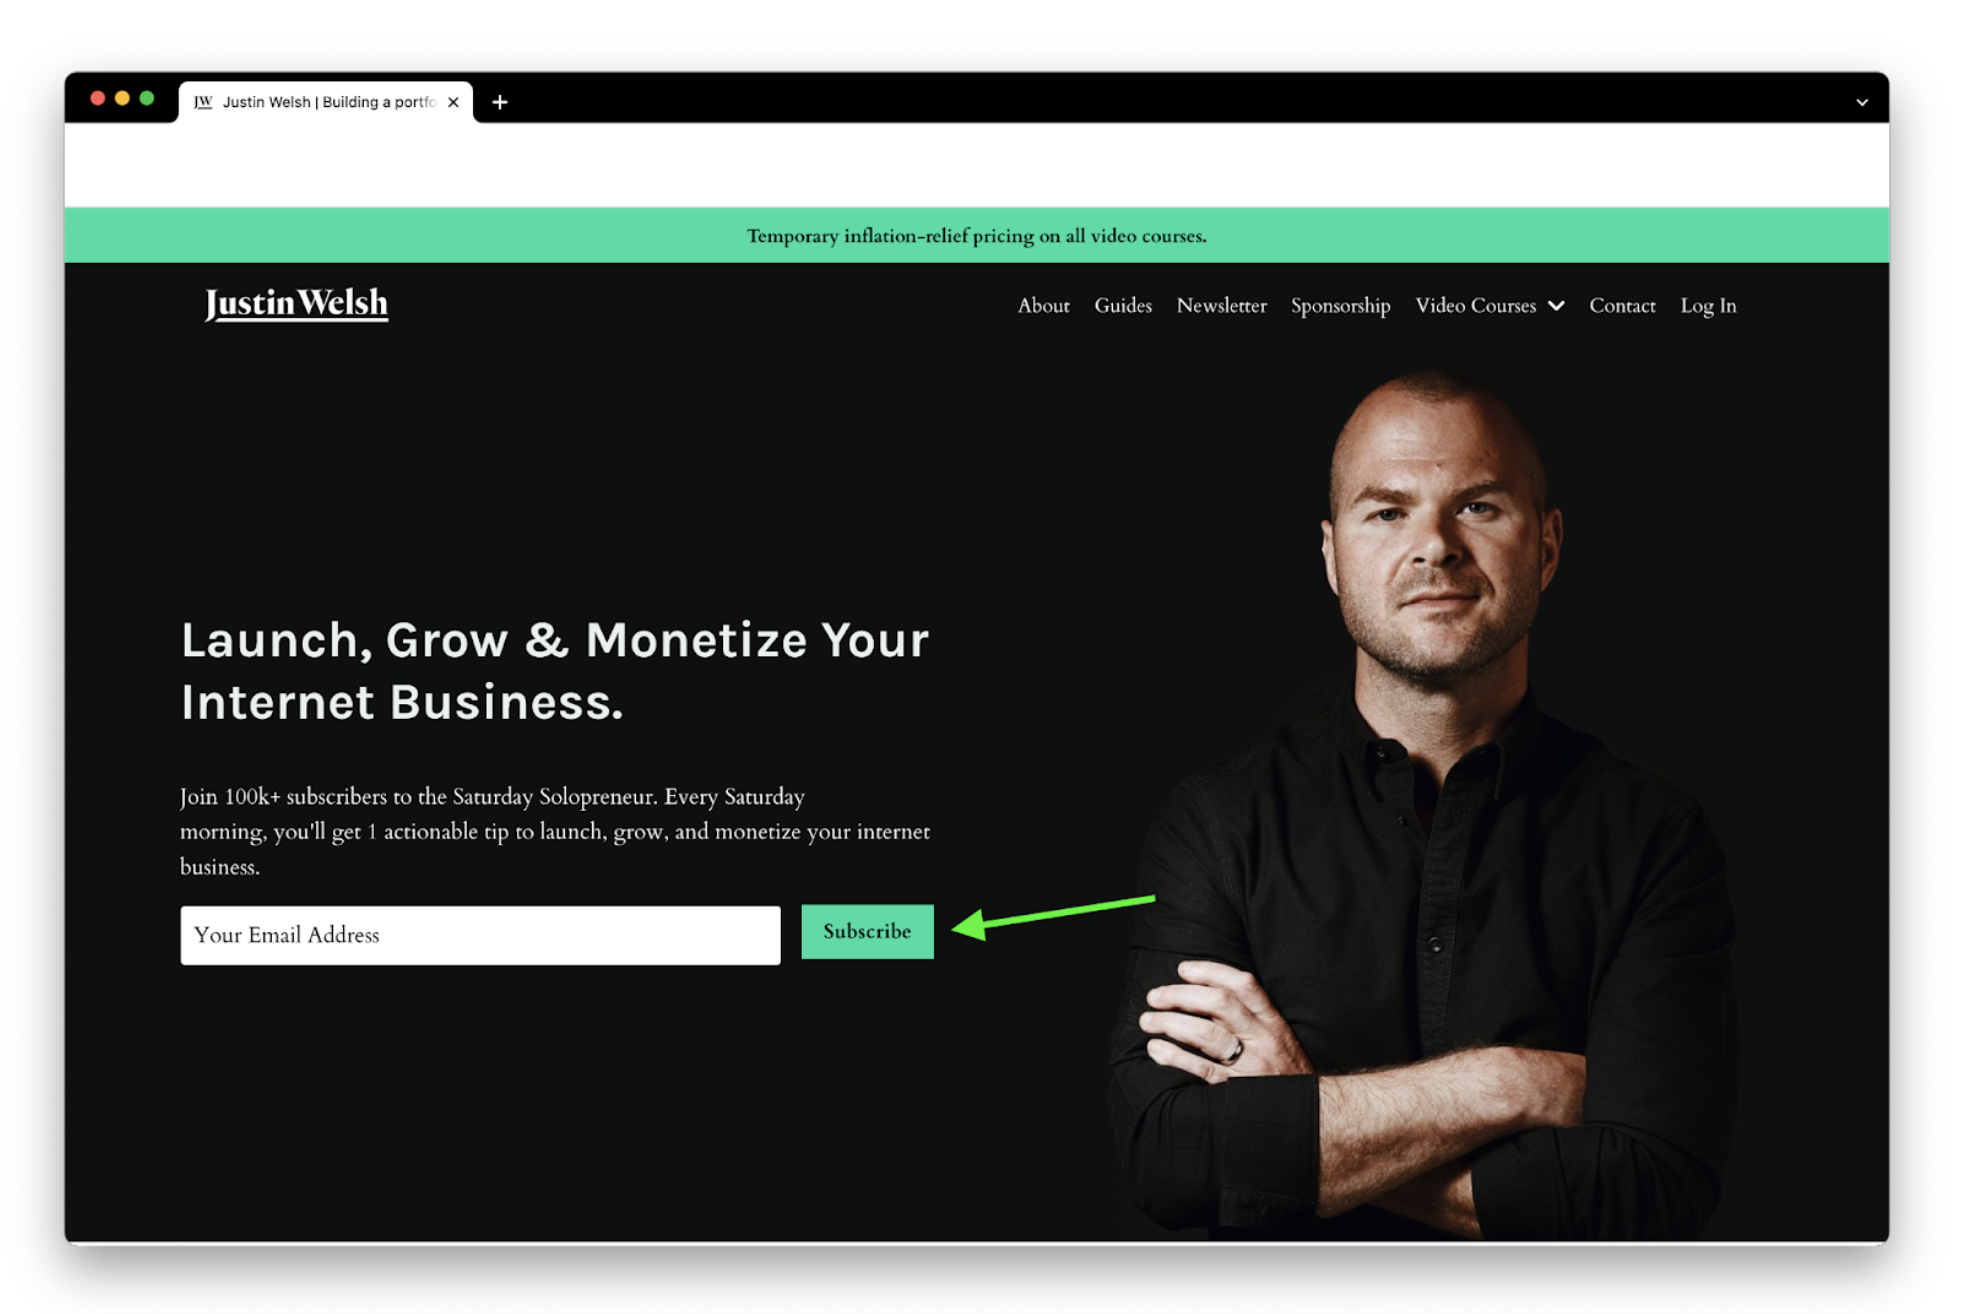 JW Justin Welsh | Building a portfo
Temporary inflation-relief pricing on all video courses.
Justin Welsh
About Guides Newsletter Sponsorship Video Courses Contact Log In
Launch, Grow & Monetize Your
Internet Business.
Join 100k+ subscribers to the Saturday Solopreneur. Every Saturday
morning, you'll get 1 actionable tip to launch, grow, and monetize your internet
business.
Your Email Address
Subscribe